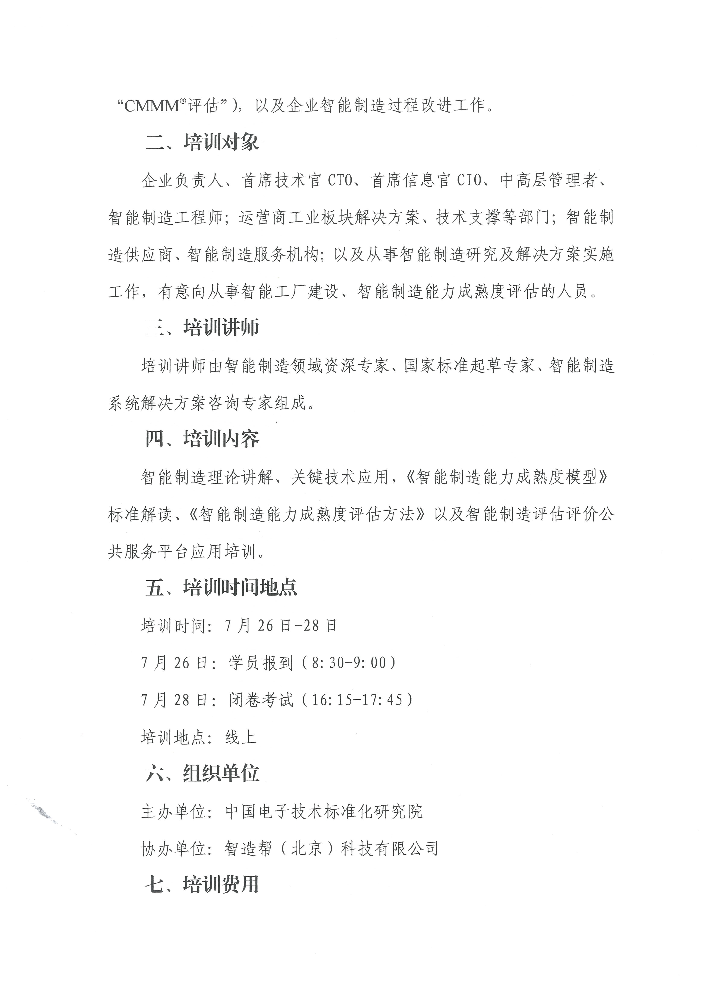 “CMMM®评估”），以及企业智能制造过程改进工作。
二、培训对象
企业负责人、首席技术官 CTO、首席信息官 CIO、中高层管理者、
智能制造工程师；运营商工业板块解决方案、技术支撑等部门；智能制
造供应商、智能制造服务机构；以及从事智能制造研究及解决方案实施
工作，有意向从事智能工厂建设、智能制造能力成熟度评估的人员。
三、培训讲师
培训讲师由智能制造领域资深专家、国家标准起草专家、智能制造
系统解决方案咨询专家组成。
四、培训内容
智能制造理论讲解、关键技术应用，《智能制造能力成熟度模型》
标准解读、《智能制造能力成熟度评估方法》以及智能制造评估评价公
共服务平台应用培训。
五、培训时间地点
培训时间：7 月 26 日-28 日
7 月 26 日：学员报到（8:30-9:00）
7 月 28 日：闭卷考试（16:15-17:45）
培训地点：线上
六、组织单位
主办单位：中国电子技术标准化研究院
协办单位：智造帮（北京）科技有限公司
七、培训费用